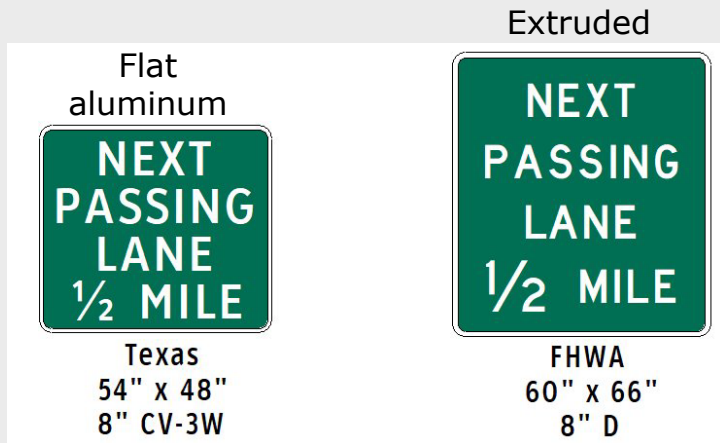 Flat
aluminum
NEXT
PASSING
LANE
½ MILE
Texas
54" x 48"
8" CV-3W
Extruded
NEXT
PASSING
LANE
½ MILE
FHWA
60" x 66"
8" D